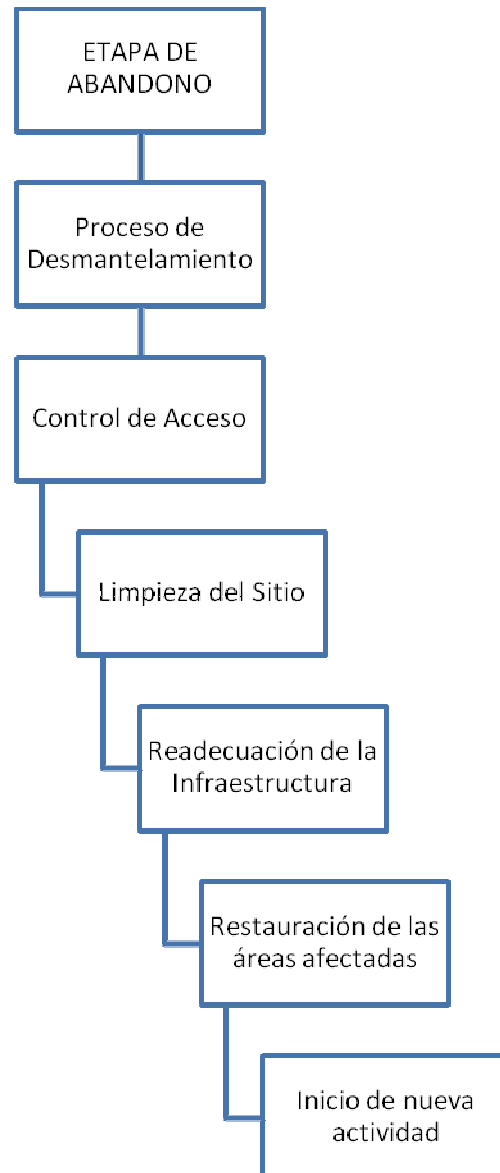 ETAPA DE
ABANDONO
Proceso de
Desmantelamiento
Control de Acceso
Limpieza del Sitio
Readecuación de la
Infraestructura
Restauración de las
áreas afectadas
Inicio de nueva
actividad